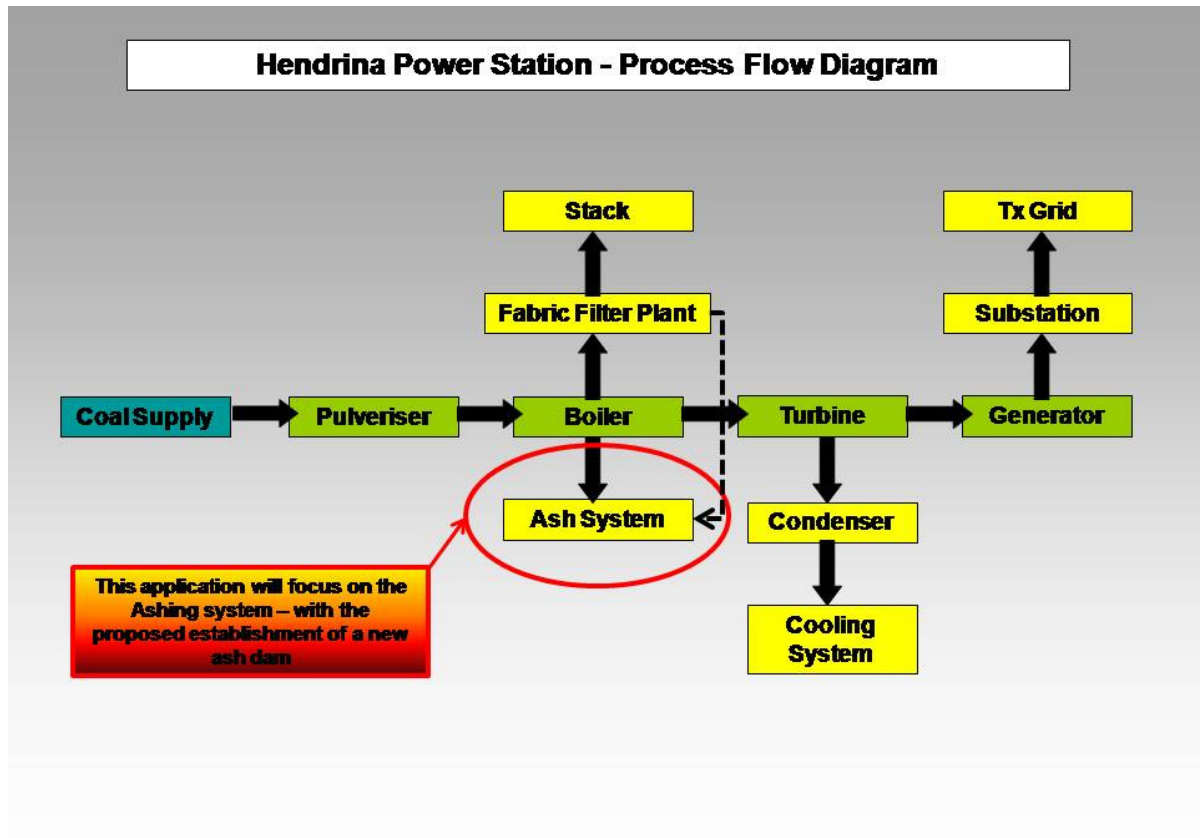 Hendrina Power Station - Process Flow Diagram
Stack
Tx Grid
Fabric Filter Plant
Substation
Coal Supply
Pulveriser
Boiler
Turbine
Generator
Ash System
Condenser
This application will focus on the
Ashing system – with the
proposed establishment of a new
ash dam
Cooling
System